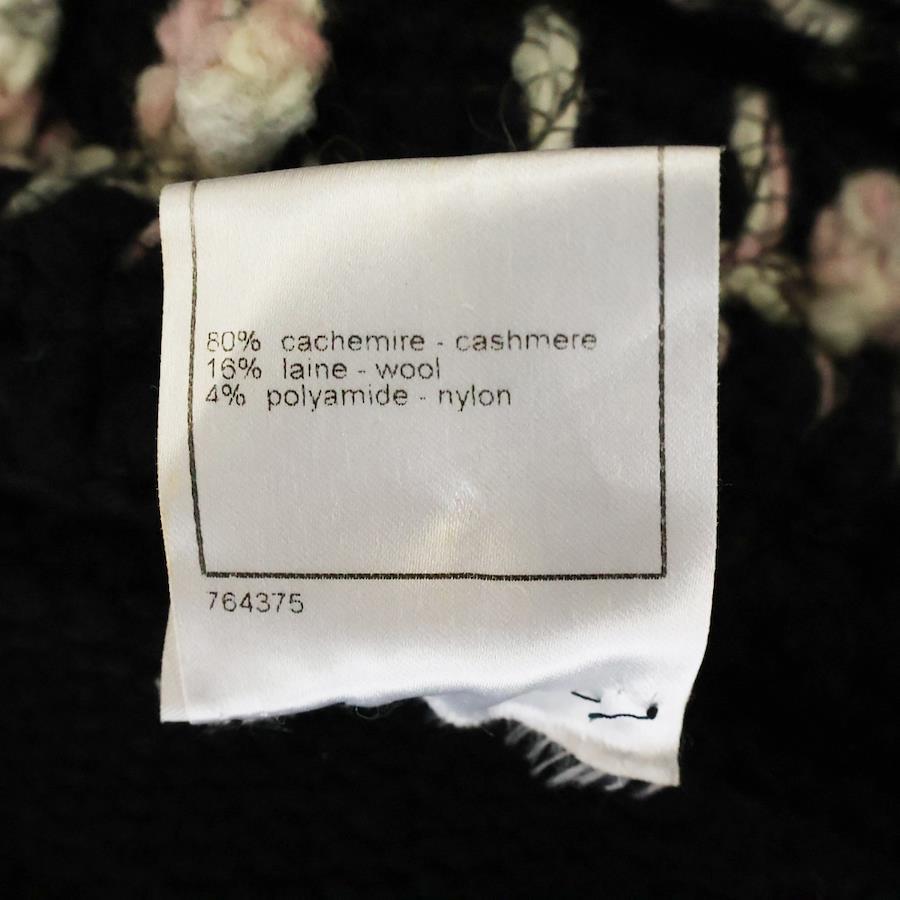 80% cachemire - cashmere
16% laine - wool
4% polyamide - nylon
764375